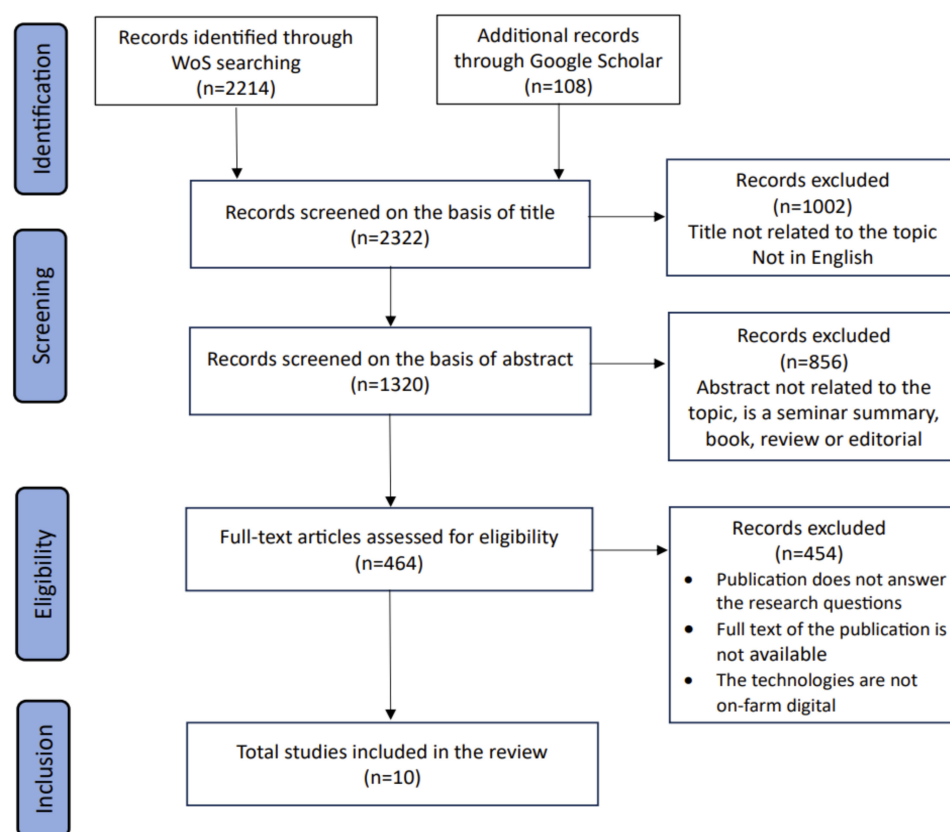 Identification
Records identified through
WoS searching
(n=2214)
Additional records
through Google Scholar
(n=108)
Records screened on the basis of title
(n=2322)
Records excluded
(n=1002)
Title not related to the topic
Not in English
Screening
Records screened on the basis of abstract
(n=1320)
Records excluded
(n=856)
Abstract not related to the
topic, is a seminar summary,
book, review or editorial
Eligibility
Full-text articles assessed for eligibility
(n=464)
Records excluded
(n=454)
• Publication does not answer
the research questions
• Full text of the publication is
not available
• The technologies are not
on-farm digital
Inclusion
Total studies included in the review
(n=10)